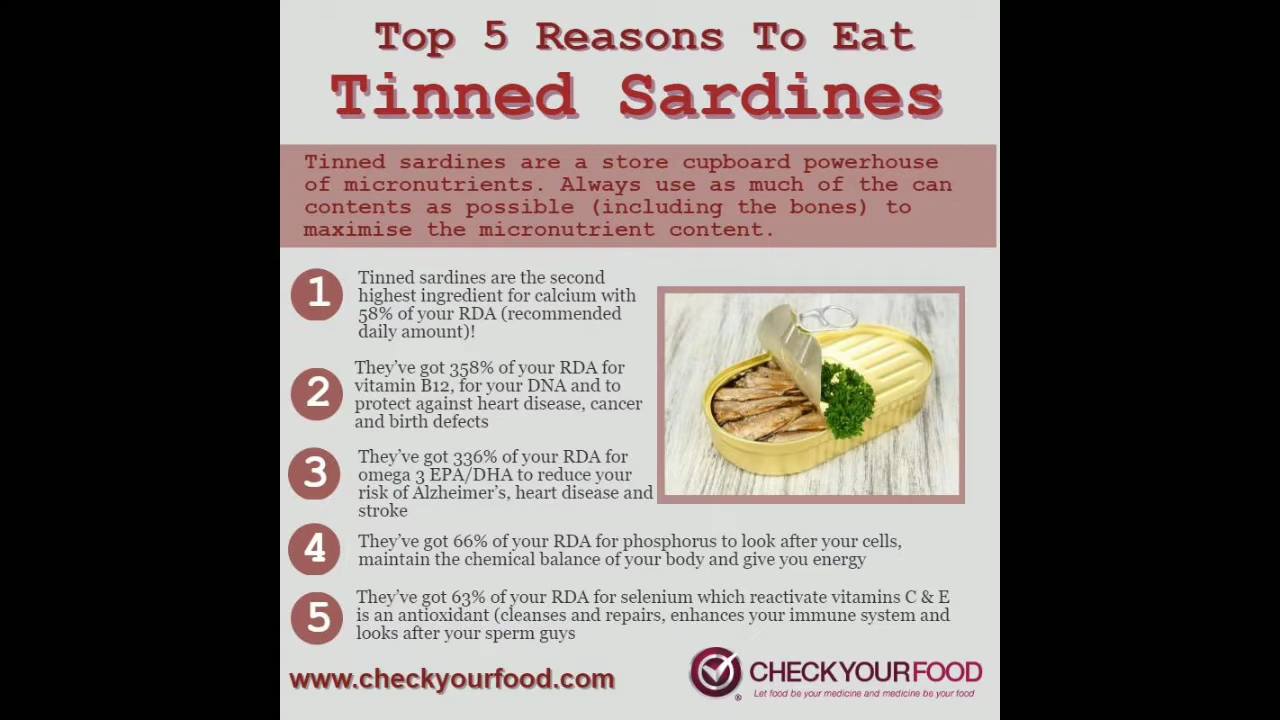 Top 5 Reasons To Eat
Tinned Sardines
Tinned sardines are a store cupboard powerhouse
of micronutrients. Always use as much of the can
contents as possible (including the bones) to
maximise the micronutrient content.
1
Tinned sardines are the second
highest ingredient for calcium with
58% of your RDA (recommended
daily amount)!
2
They've got 358% of your RDA for
vitamin B12, for your DNA and to
protect against heart disease, cancer
and birth defects
3
They've got 336% of your RDA for
omega 3 EPA/DHA to reduce your
risk of Alzheimer's, heart disease and
stroke
4
They've got 66% of your RDA for phosphorus to look after your cells,
maintain the chemical balance of your body and give you energy
5
They've got 63% of your RDA for selenium which reactivate vitamins C & E
is an antioxidant (cleanses and repairs, enhances your immune system and
looks after your sperm guys
www.checkyourfood.com
CHECKYOURFOOD
®
Let food be your medicine and medicine be your food